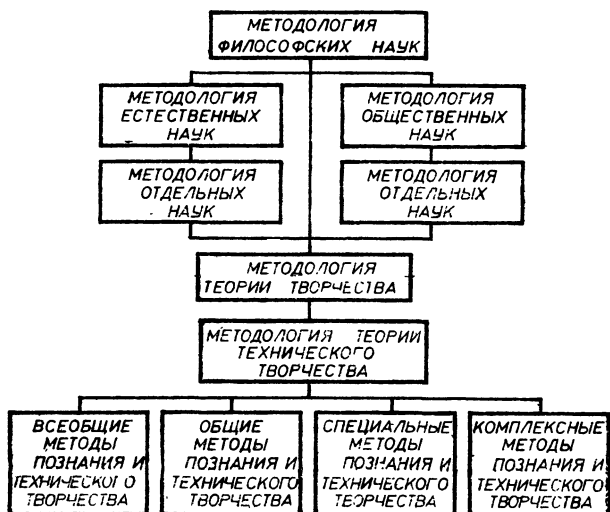 МЕТОДОЛОГИЯ
ФИЛОСОФСКИХ НАУК
МЕТОДОЛОГИЯ
ЕСТЕСТВЕННЫХ
НАУК
МЕТОДОЛОГИЯ
ОБЩЕСТВЕННЫХ
НАУК
МЕТОДОЛОГИЯ
ОТДЕЛЬНЫХ
НАУК
МЕТОДОЛОГИЯ
ОТДЕЛЬНЫХ
НАУК
МЕТОДОЛОГИЯ
ТЕОРИИ ТВОРЧЕСТВА
МЕТОДОЛОГИЯ ТЕОРИИ
ТЕХНИЧЕСКОГО
ТВОРЧЕСТВА
ВСЕОБЩИЕ
МЕТОДЫ
ПОЗНАНИЯ И
ТЕХНИЧЕСКОГО
ТВОРЧЕСТВА
ОБЩИЕ
МЕТОДЫ
ПОЗНАНИЯ И
ТЕХНИЧЕСКОГО
ТВОРЧЕСТВА
СПЕЦИАЛЬНЫЕ
МЕТОДЫ
ПОЗНАНИЯ И
ТЕХНИЧЕСКОГО
ТВОРЧЕСТВА
КОМПЛЕКСНЫЕ
МЕТОДЫ
ПОЗНАНИЯ И
ТЕХНИЧЕСКОГО
ТВОРЧЕСТВА